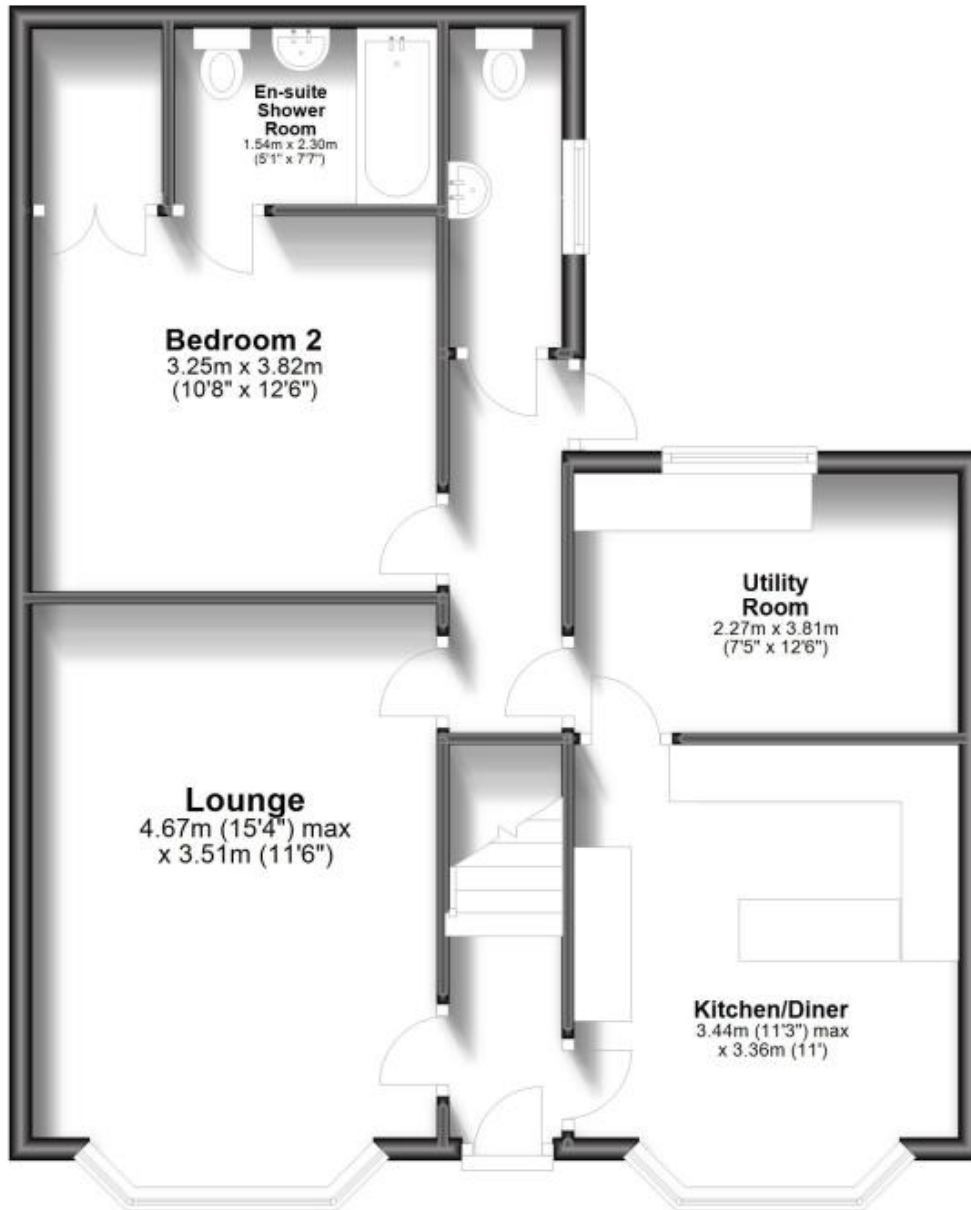 En-suite
Shower
Room
1.54m x 2.30m
(5'1" x 7'7")
Bedroom 2
3.25m x 3.82m
(10'8" x 12'6")
Utility
Room
2.27m x 3.81m
(7'5" x 12'6")
Lounge
4.67m (15'4") max
x 3.51m (11'6")
Kitchen/Diner
3.44m (11'3") max
x 3.36m (11')